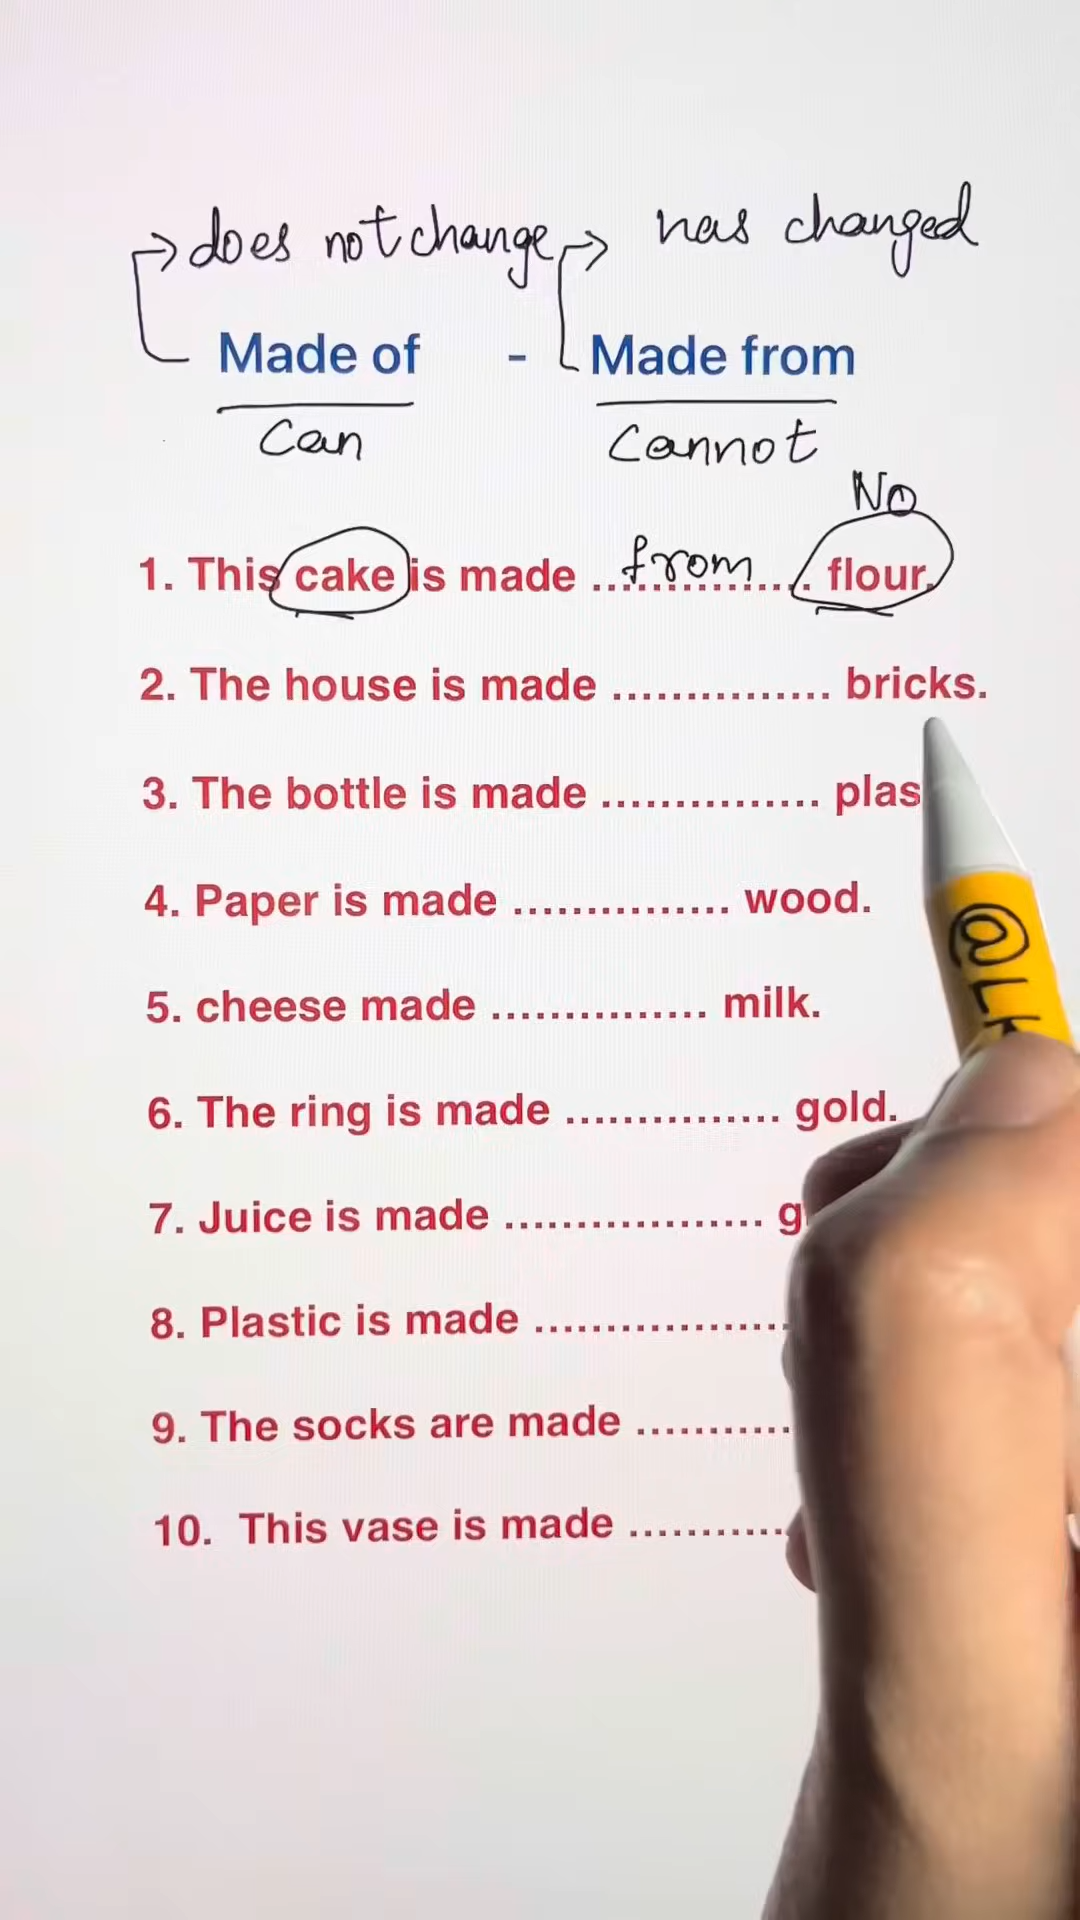 does not change has changed
Made of - Made from
Can Cannot
NO
1. This cake is made from ............... flour.
2. The house is made ............... bricks.
3. The bottle is made ............... plas
4. Paper is made ............... wood.
5. cheese made ............... milk.
6. The ring is made ............... gold.
7. Juice is made ..................
8. Plastic is made ..................
9. The socks are made ...........
10. This vase is made ...........
@LK